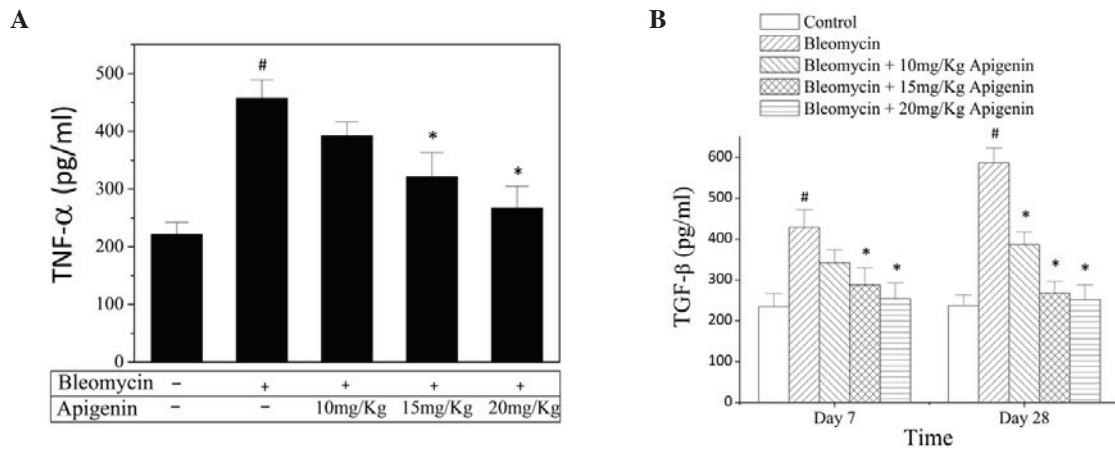 A
TNF-α (pg/ml)
500
400
300
200
100
0
#
*
*
Bleomycin – + + + +
Apigenin – – 10mg/Kg 15mg/Kg 20mg/Kg
B
Control
Bleomycin
Bleomycin + 10mg/Kg Apigenin
Bleomycin + 15mg/Kg Apigenin
Bleomycin + 20mg/Kg Apigenin
TGF-β (pg/ml)
600
500
400
300
200
100
0
#
*
*
#
*
*
*
Day 7 Day 28
Time